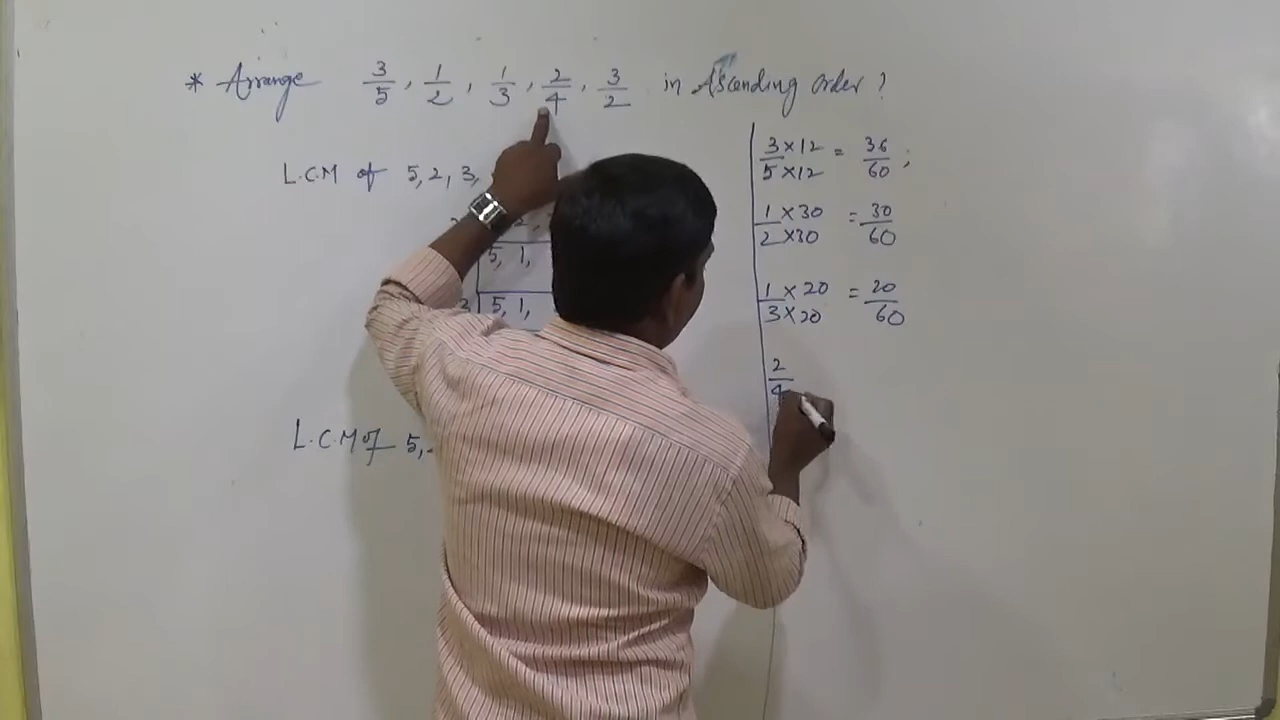 * Arrange 3/5, 1/2, 1/3, 2/4, 3/2 in Ascending order?
L.C.M of 5, 2, 3,
2,
5, 1,
3 5, 1,
L.C.M of 5,
3×12/5×12 = 36/60;
1×30/2×30 = 30/60
1×20/3×20 = 20/60
2/4